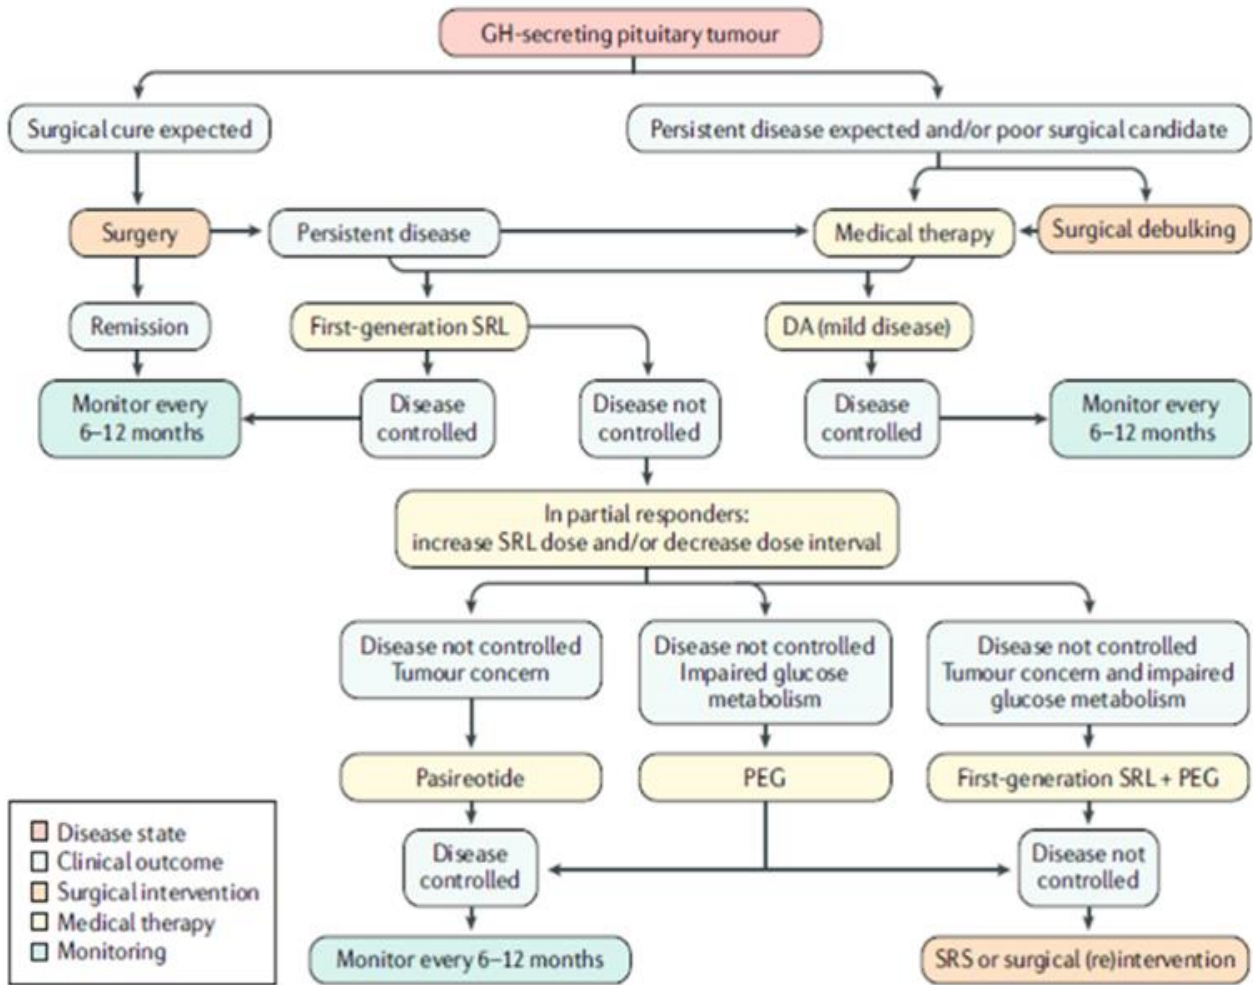 GH-secreting pituitary tumour
Surgical cure expected
Persistent disease expected and/or poor surgical candidate
Surgery
Persistent disease
Medical therapy
Surgical debulking
Remission
First-generation SRL
DA (mild disease)
Monitor every
6–12 months
Disease
controlled
Disease not
controlled
Disease
controlled
Monitor every
6–12 months
In partial responders:
increase SRL dose and/or decrease dose interval
Disease not controlled
Tumour concern
Disease not controlled
Impaired glucose
metabolism
Disease not controlled
Tumour concern and impaired
glucose metabolism
Pasireotide
PEG
First-generation SRL + PEG
Disease
controlled
Disease not
controlled
Monitor every 6–12 months
SRS or surgical (re)intervention
Disease state
Clinical outcome
Surgical intervention
Medical therapy
Monitoring